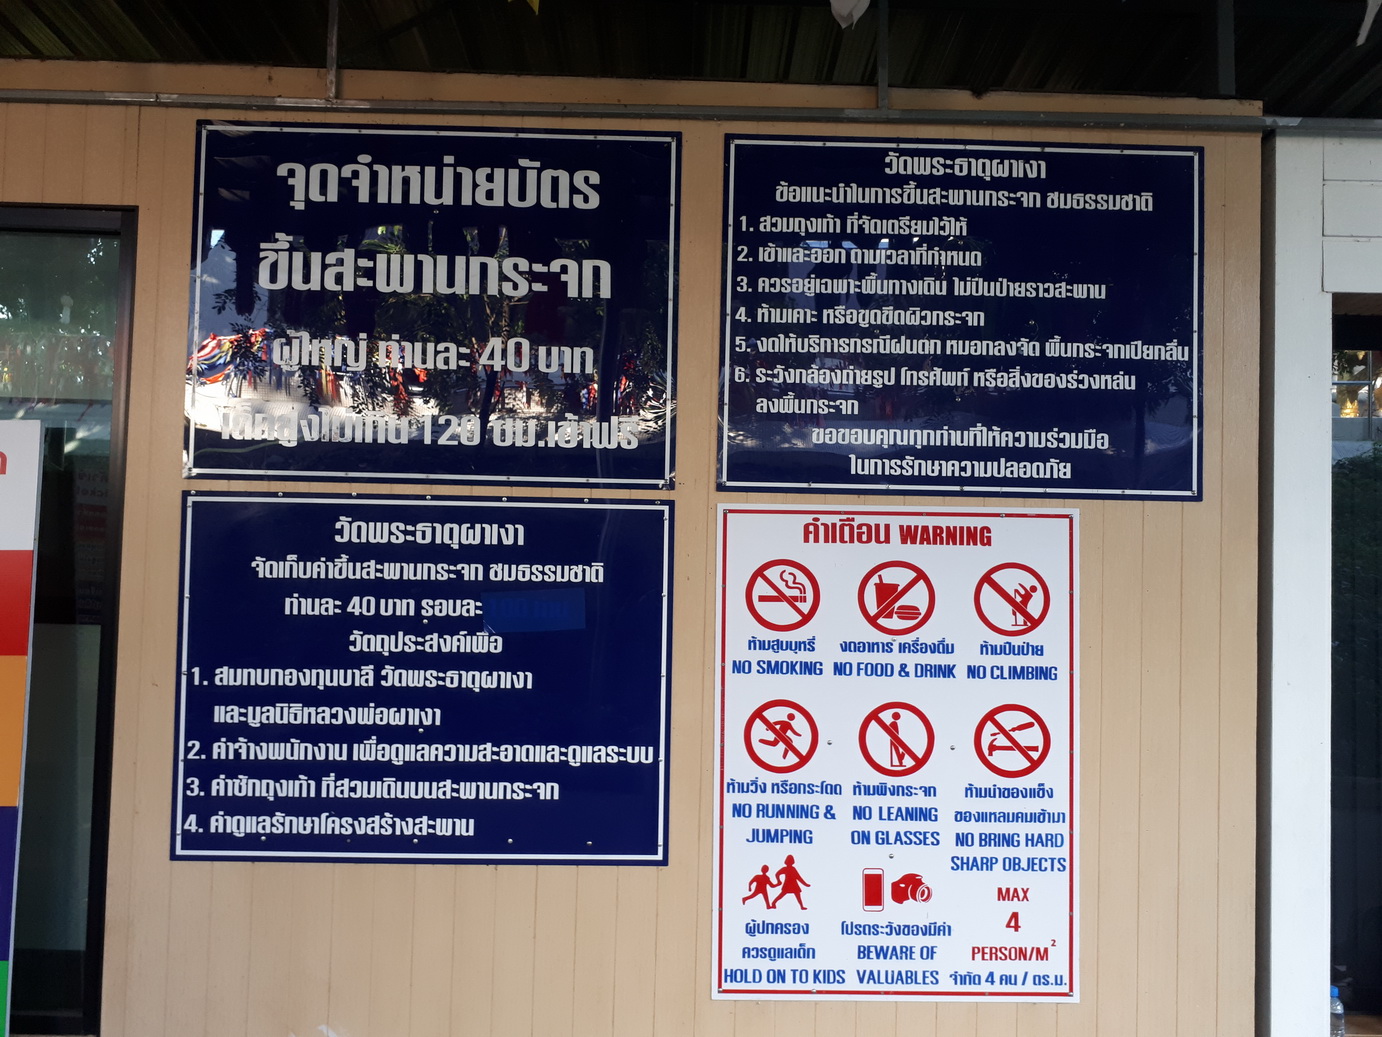 จุดจำหน่ายบัตร
ขึ้นสะพานกระจก
ผู้ใหญ่ ท่านละ 40 บาท
เด็กสูงไม่เกิน 120 ซม.เข้าฟรี
วัดพระธาตุผาเงา
ข้อแนะนำในการขึ้นสะพานกระจก ชมธรรมชาติ
1. สวมถุงเท้า ที่จัดเตรียมไว้ให้
2. เข้าและออก ตามเวลาที่กำหนด
3. ควรอยู่เฉพาะพื้นทางเดิน ไม่ปีนป่ายราวสะพาน
4. ห้ามเคาะ หรือขูดขีดผิวกระจก
5. งดให้บริการกรณีฝนตก หมอกลงจัด พื้นกระจกเปียกลื่น
6. ระวังกล้องถ่ายรูป โทรศัพท์ หรือสิ่งของร่วงหล่น
ลงพื้นกระจก
ขอขอบคุณทุกท่านที่ให้ความร่วมมือ
ในการรักษาความปลอดภัย
วัดพระธาตุผาเงา
จัดเก็บค่าขึ้นสะพานกระจก ชมธรรมชาติ
ท่านละ 40 บาท รอบละ
วัตถุประสงค์เพื่อ
1. สมทบกองทุนบาลี วัดพระธาตุผาเงา
และมูลนิธิหลวงพ่อผาเงา
2. ค่าจ้างพนักงาน เพื่อดูแลความสะอาดและดูแลระบบ
3. ค่าซักถุงเท้า ที่สวมเดินบนสะพานกระจก
4. ค่าดูแลรักษาโครงสร้างสะพาน
คำเตือน WARNING
ห้ามสูบบุหรี่ งดอาหาร เครื่องดื่ม ห้ามปีนป่าย
NO SMOKING NO FOOD & DRINK NO CLIMBING
ห้ามวิ่ง หรือกระโดด
NO RUNNING &
JUMPING
ห้ามพิงกระจก
NO LEANING
ON GLASSES
ห้ามนำของแข็ง
ของแหลมคมเข้ามา
NO BRING HARD
SHARP OBJECTS
ผู้ปกครอง
ควรดูแลเด็ก
HOLD ON TO KIDS
โปรดระวังของมีค่า
BEWARE OF
VALUABLES
MAX
4
PERSON/M²
จำกัด 4 คน / ตร.ม.